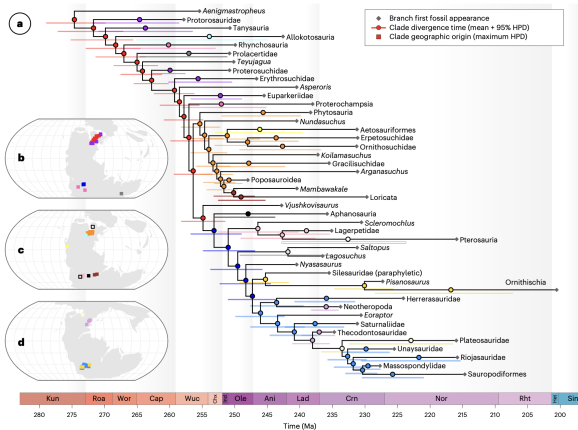 a
Aenigmastropheus
Protorosauridae
Tanysauria
Allokotosauria
Rhynchosauria
Prolacertidae
Teyujagua
Proterosuchidae
Erythrosuchidae
Asperoris
Euparkeriidae
Proterochampsia
Phytosauria
Nundasuchus
Aetosauriformes
Erpetosuchidae
Ornithosuchidae
Koilamasuchus
Gracilisuchidae
Arganasuchus
Poposauroidea
Mambawakale
Loricata
Vjushkovisaurus
Aphanosauria
Scleromochlus
Lagerpetidae
Pterosauria
Saltopus
Lagosuchus
Nyasasaurus
Silesauridae (paraphyletic)
Pisanosaurus
Ornithischia
Herrerasauridae
Neotheropoda
Eoraptor
Saturnaliidae
Thecodontosauridae
Plateosauridae
Unaysauridae
Riojasauridae
Massospondylidae
Sauropodiformes
Branch first fossil appearance
Clade divergence time (mean + 95% HPD)
Clade geographic origin (maximum HPD)
b
c
d
Kun Roa Wor Cap Wuc Chx Ole Ani Lad Crn Nor Rht Het Sin
280 275 270 265 260 255 250 245 240 235 230 225 220 215 210 205 200
Time (Ma)